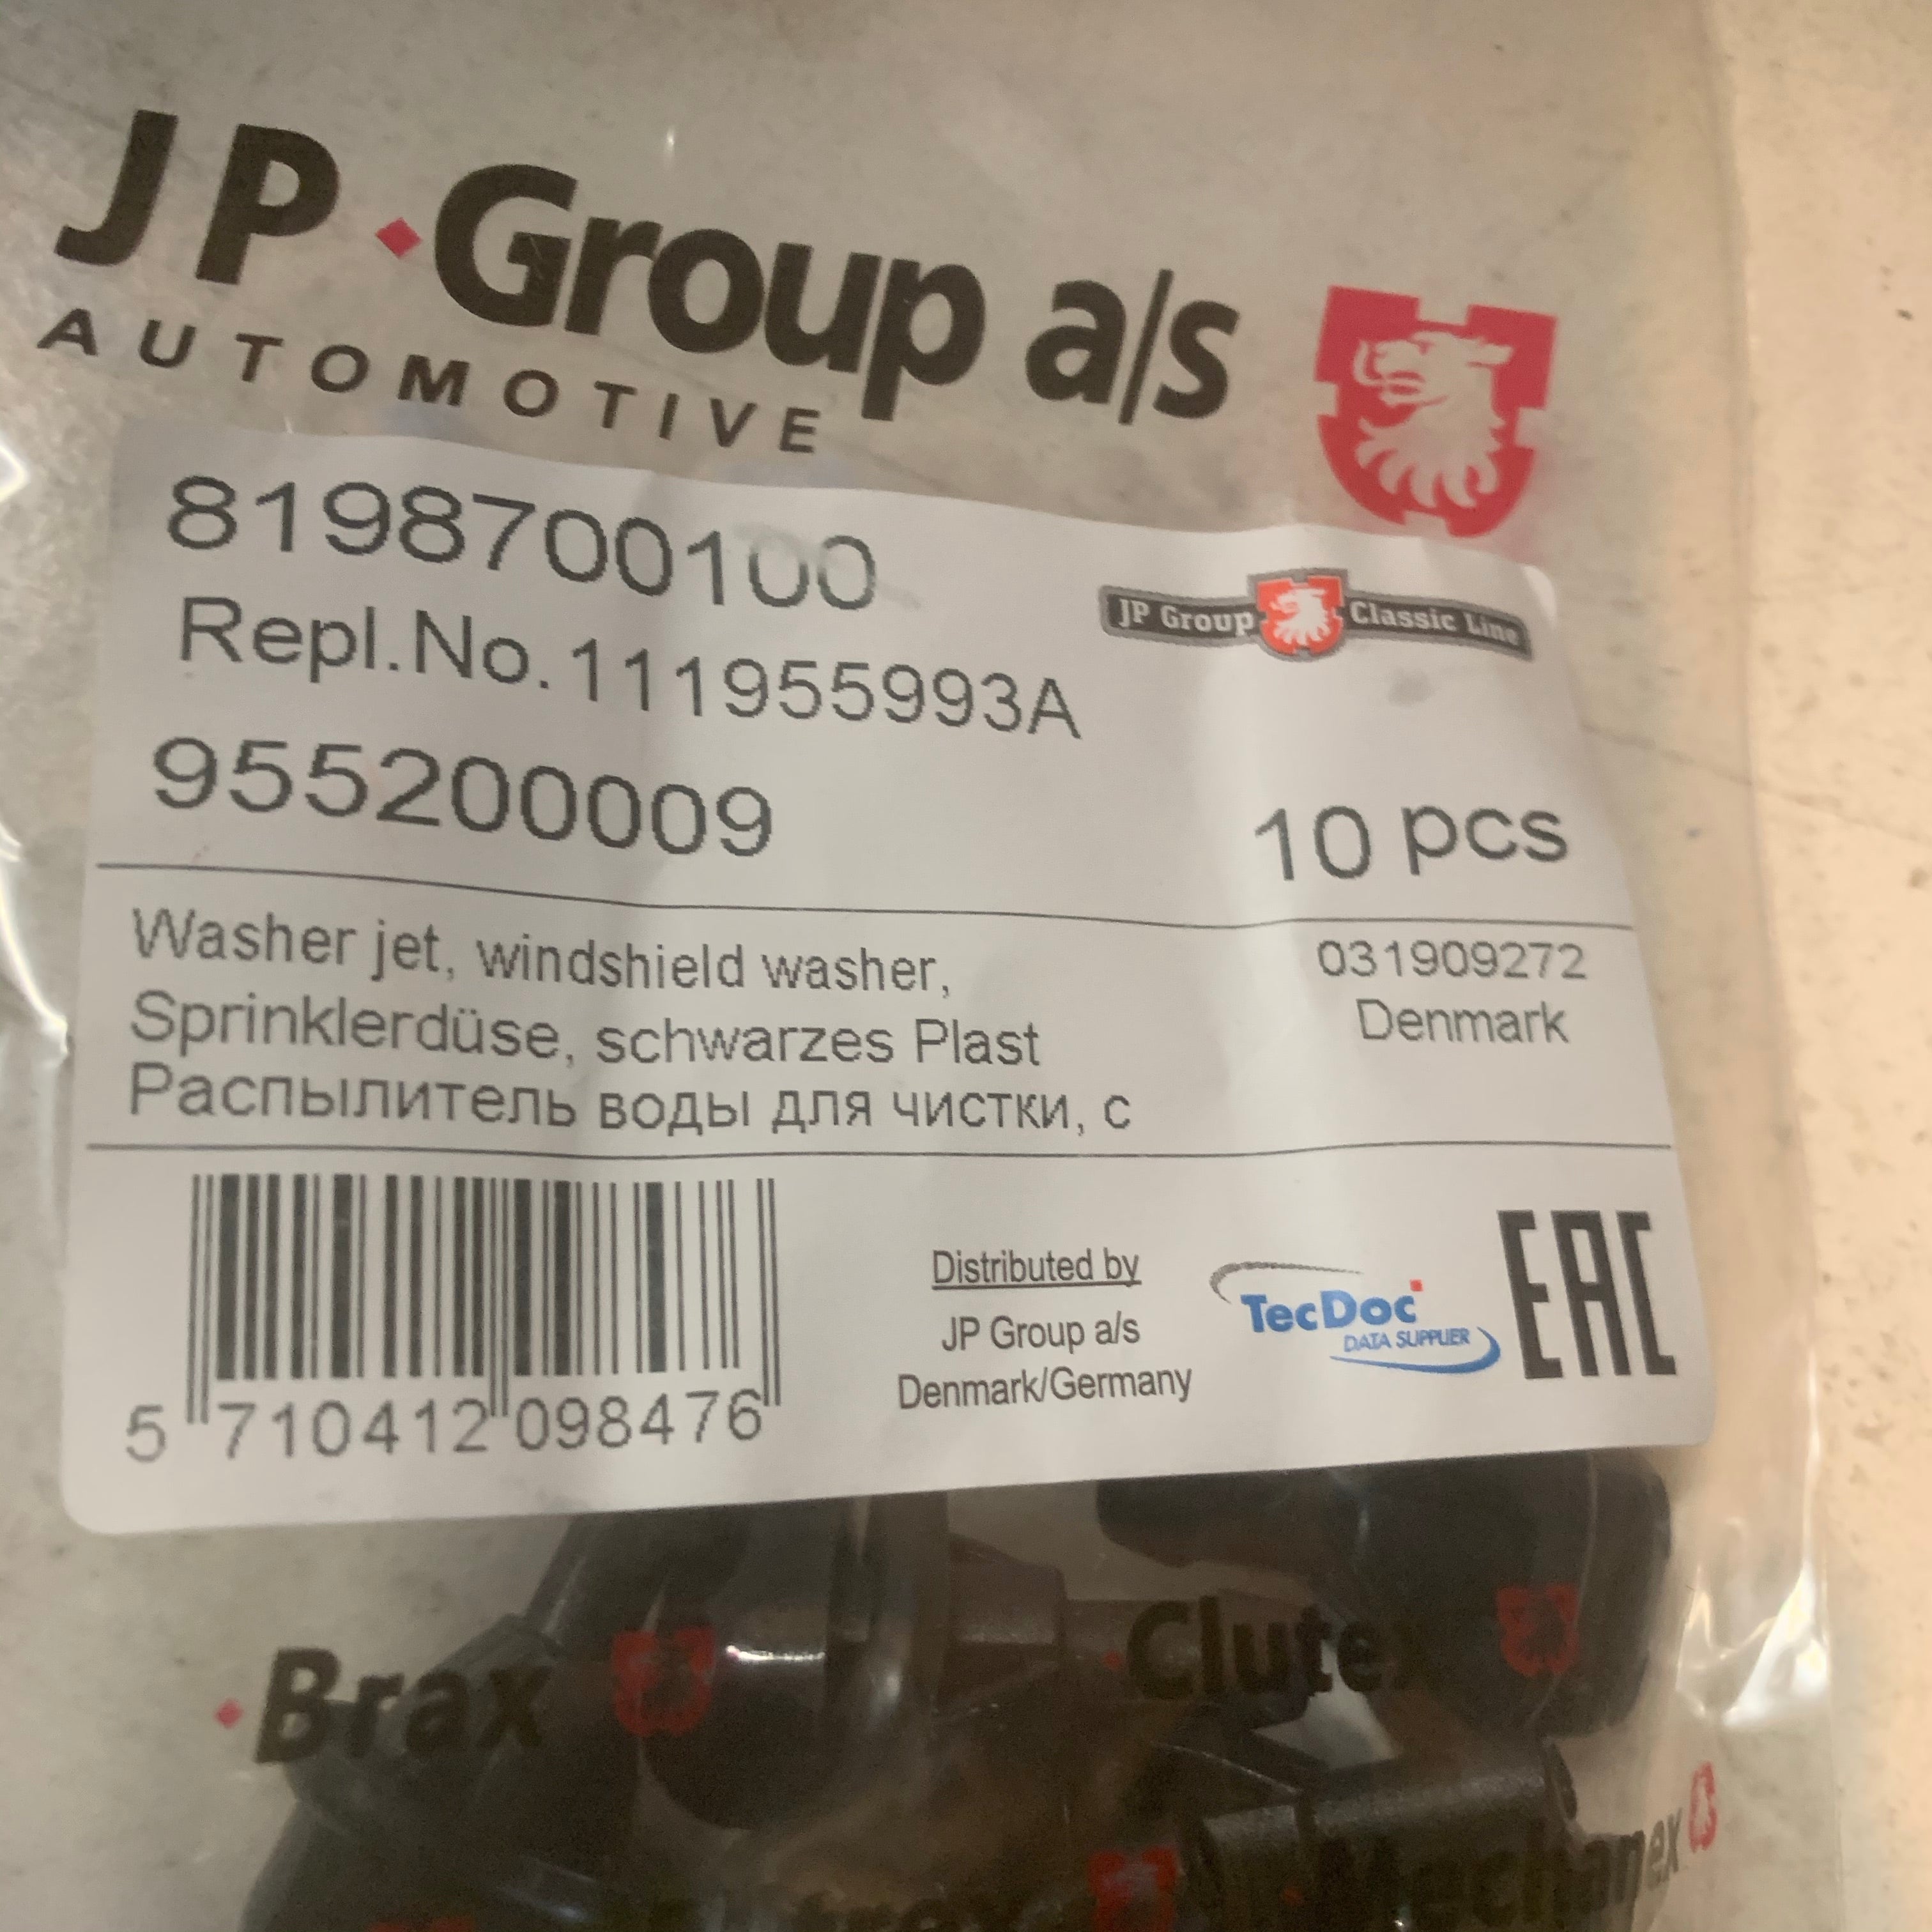 JP Group a/s
AUTOMOTIVE
8198700100
JP Group Classic Line
Repl.No.111955993A
955200009
10 pcs
Washer jet, windshield washer,
Sprinklerdüse, schwarzes Plast
Распылитель воды для чистки, с
031909272
Denmark
5 710412 098476
Distributed by
JP Group a/s
Denmark/Germany
TecDoc
DATA SUPPLIER
EAC
Brax
Clutex
Mechanex